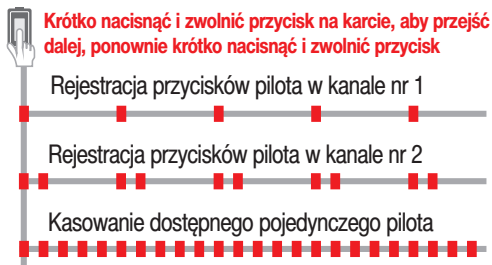 Krótko nacisnąć i zwolnić przycisk na karcie, aby przejść
dalej, ponownie krótko nacisnąć i zwolnić przycisk
Rejestracja przycisków pilota w kanale nr 1
Rejestracja przycisków pilota w kanale nr 2
Kasowanie dostępnego pojedynczego pilota